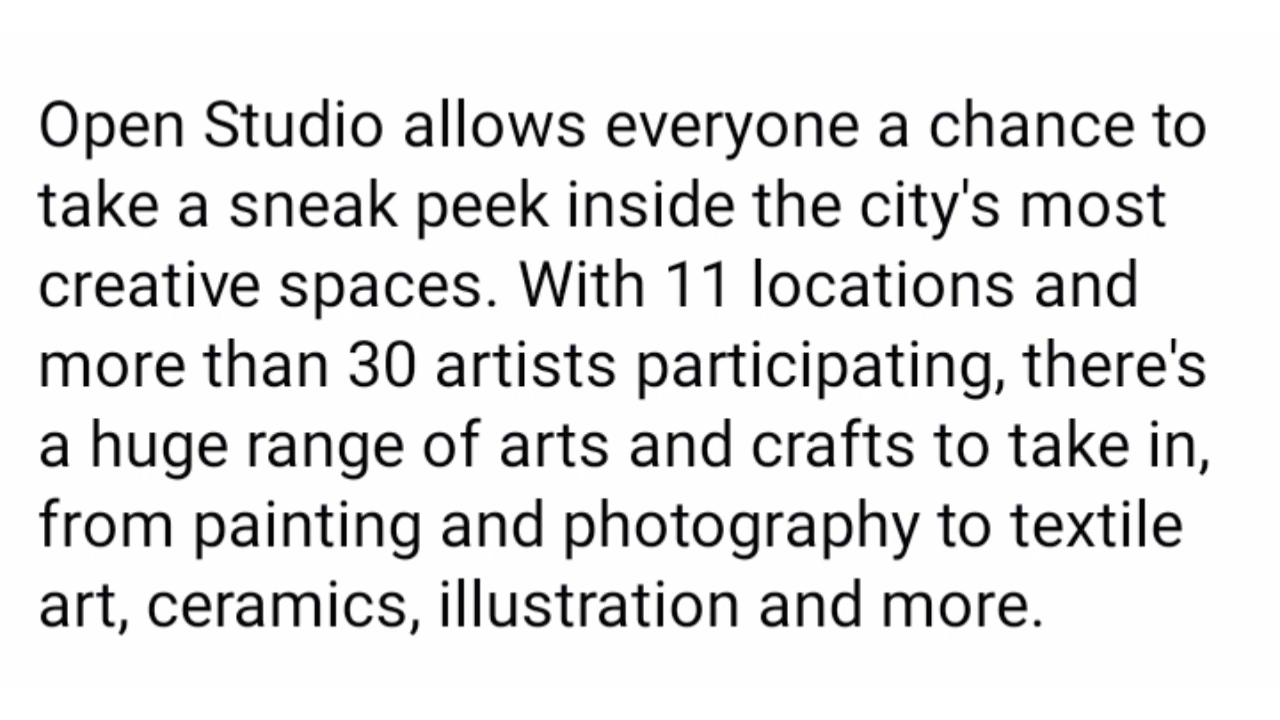 Open Studio allows everyone a chance to
take a sneak peek inside the city's most
creative spaces. With 11 locations and
more than 30 artists participating, there's
a huge range of arts and crafts to take in,
from painting and photography to textile
art, ceramics, illustration and more.